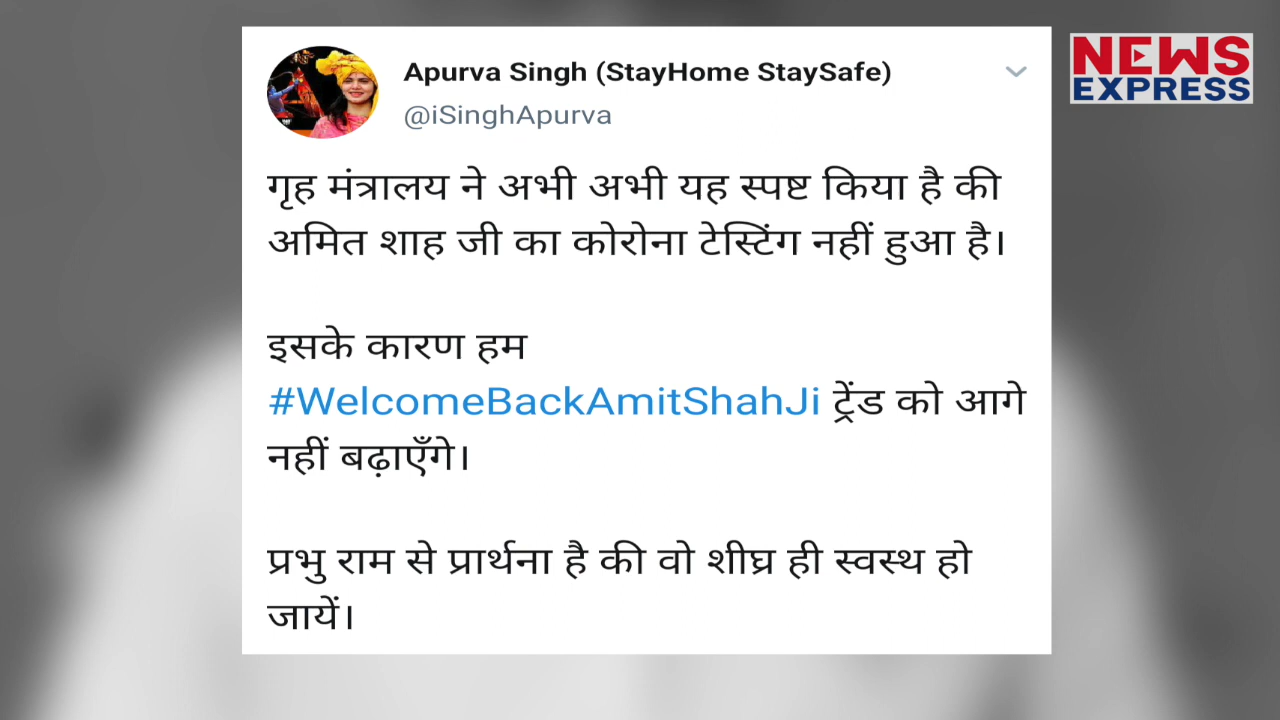 Apurva Singh (StayHome StaySafe)
@iSinghApurva
NEWS
EXPRESS
गृह मंत्रालय ने अभी अभी यह स्पष्ट किया है की
अमित शाह जी का कोरोना टेस्टिंग नहीं हुआ है।
इसके कारण हम
#WelcomeBackAmitShahJi ट्रेंड को आगे
नहीं बढ़ाएँगे।
प्रभु राम से प्रार्थना है की वो शीघ्र ही स्वस्थ हो
जायें।